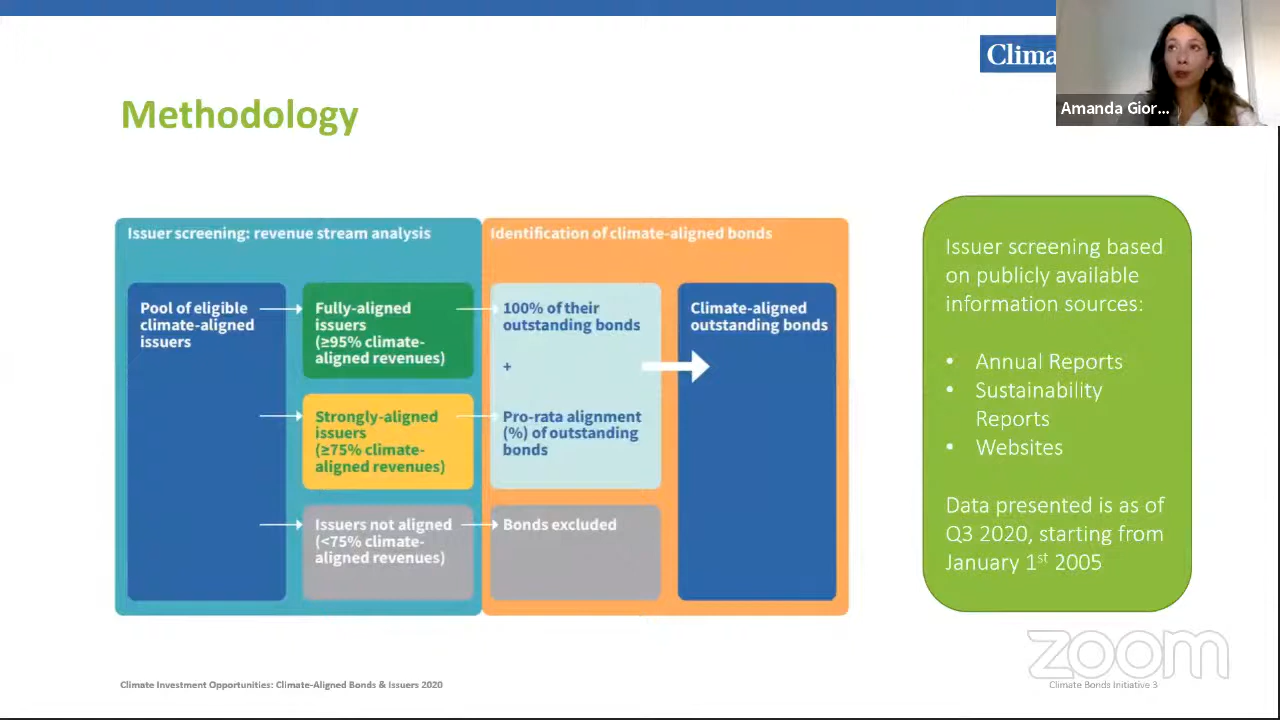 Clima
Amanda Gior...
Methodology
Issuer screening: revenue stream analysis
Identification of climate-aligned bonds
Pool of eligible
climate-aligned
issuers
Fully-aligned
issuers
(≥95% climate-
aligned revenues)
100% of their
outstanding bonds
+
Climate-aligned
outstanding bonds
Strongly-aligned
issuers
(≥75% climate-
aligned revenues)
Pro-rata alignment
(%) of outstanding
bonds
Issuers not aligned
(<75% climate-
aligned revenues)
Bonds excluded
Issuer screening based
on publicly available
information sources:
• Annual Reports
• Sustainability
Reports
• Websites
Data presented is as of
Q3 2020, starting from
January 1st 2005
zoom
Climate Investment Opportunities: Climate-Aligned Bonds & Issuers 2020
Climate Bonds Initiative 3